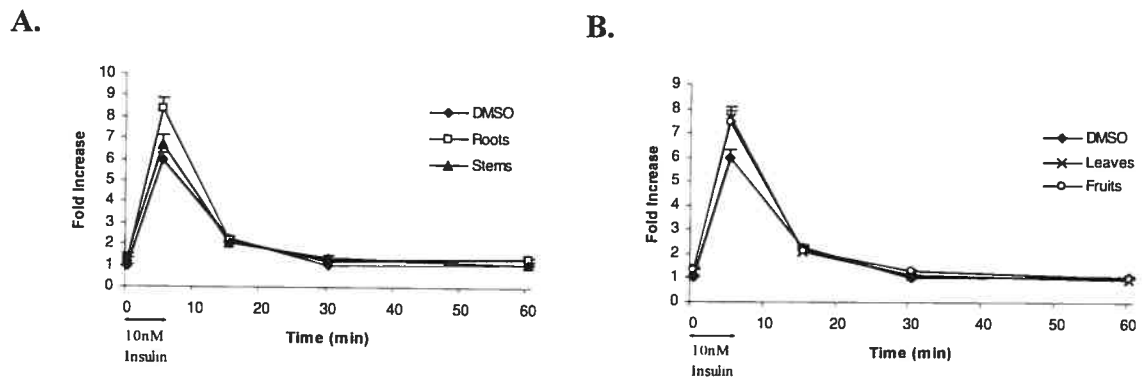 A.
Fold Increase
10
9
8
7
6
5
4
3
2
1
0
0 10 20 30 40 50 60
Time (min)
10nM
Insulin
DMSO
Roots
Stems
B.
Fold Increase
9
8
7
6
5
4
3
2
1
0
0 10 20 30 40 50 60
Time (min)
10nM
Insulin
DMSO
Leaves
Fruits